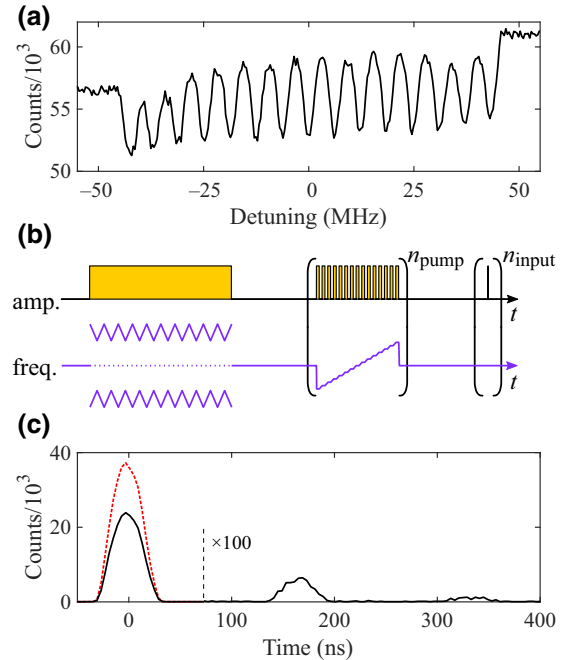 (a)
Counts/10³
60
55
50
−50
−25
0
25
50
Detuning (MHz)
(b)
n_pump
n_input
amp.
t
freq.
t
(c)
Counts/10³
40
20
0
×100
0
100
200
300
400
Time (ns)